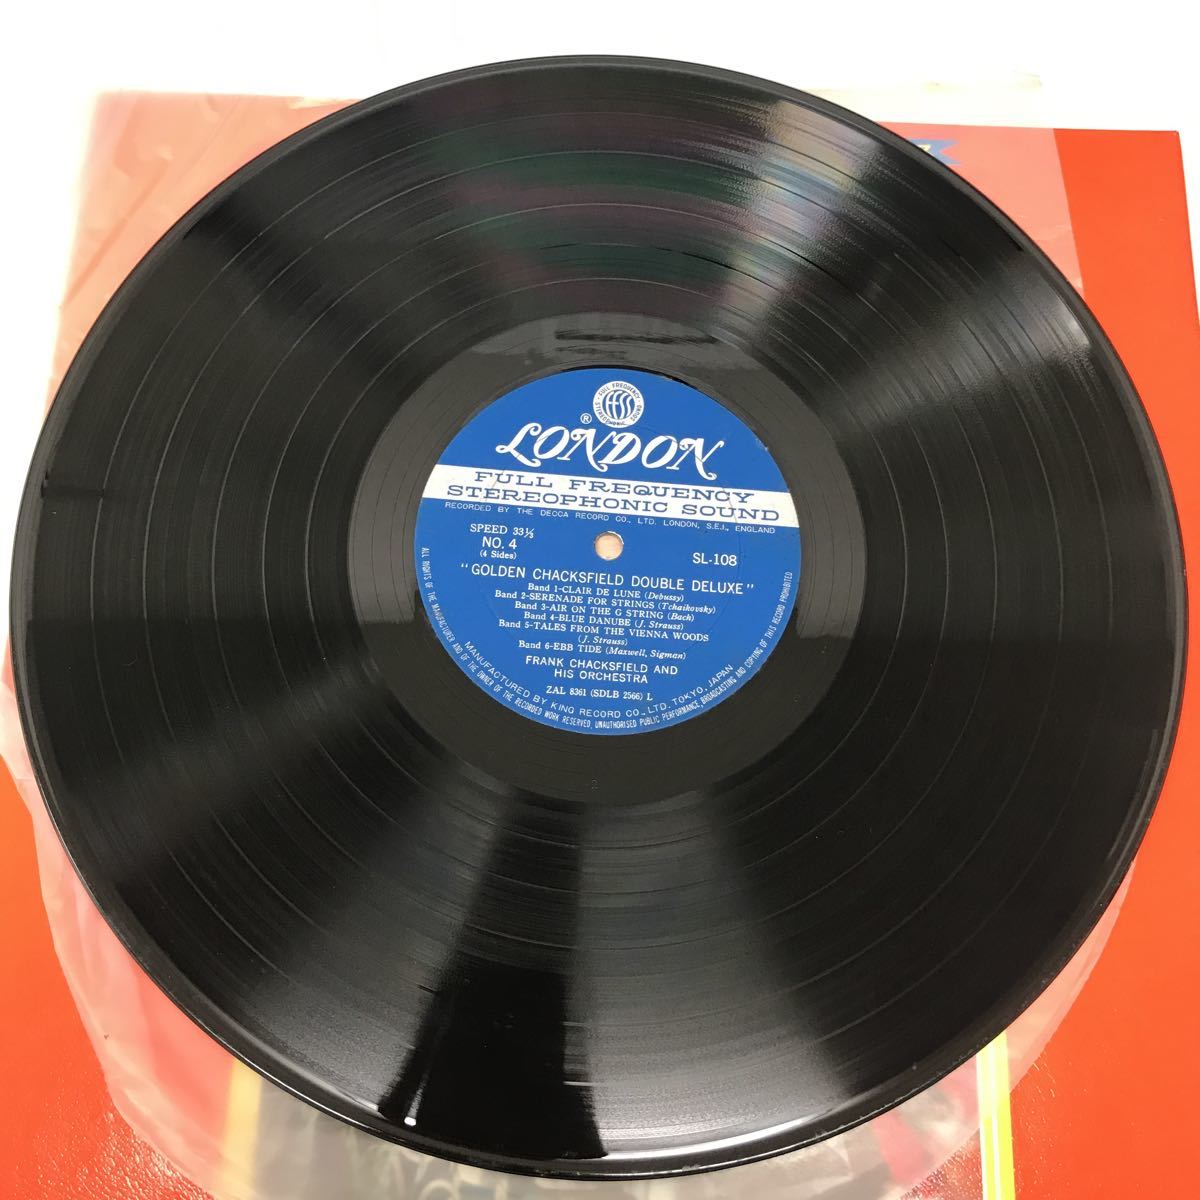 FULL FREQUENCY
ffss
STEREOPHONIC SOUND
®
LONDON
FULL FREQUENCY
STEREOPHONIC SOUND
RECORDED BY THE DECCA RECORD CO., LTD. LONDON, S.E.I., ENGLAND
SPEED 33⅓
NO. 4
(4 Sides)
SL-108
"GOLDEN CHACKSFIELD DOUBLE DELUXE"
Band 1-CLAIR DE LUNE (Debussy)
Band 2-SERENADE FOR STRINGS (Tchaikovsky)
Band 3-AIR ON THE G STRING (Bach)
Band 4-BLUE DANUBE (J. Strauss)
Band 5-TALES FROM THE VIENNA WOODS
(J. Strauss)
Band 6-EBB TIDE (Maxwell, Sigman)
FRANK CHACKSFIELD AND
HIS ORCHESTRA
ZAL 8361 (SDLB 2566) L
MANUFACTURED BY KING RECORD CO., LTD. TOKYO, JAPAN
ALL RIGHTS OF THE MANUFACTURER AND OF THE OWNER OF THE RECORDED WORK RESERVED, UNAUTHORISED PUBLIC PERFORMANCE, BROADCASTING AND COPYING OF THIS RECORD PROHIBITED